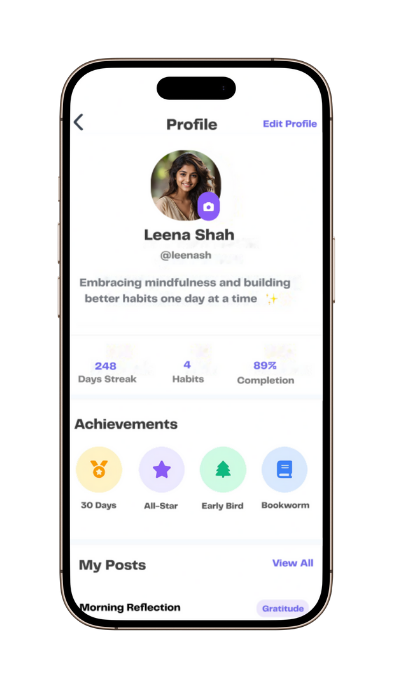 Profile
Edit Profile
Leena Shah
@leenash
Embracing mindfulness and building
better habits one day at a time ✨
248
Days Streak
4
Habits
89%
Completion
Achievements
30 Days
All-Star
Early Bird
Bookworm
My Posts
View All
Morning Reflection
Gratitude